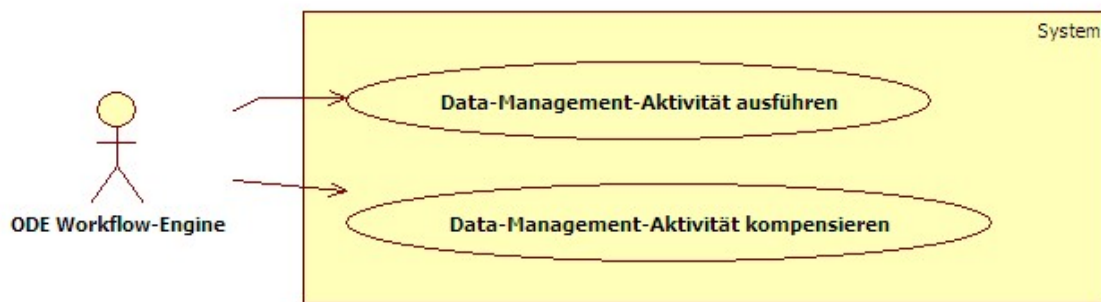 System
Data-Management-Aktivität ausführen
ODE Workflow-Engine
Data-Management-Aktivität kompensieren